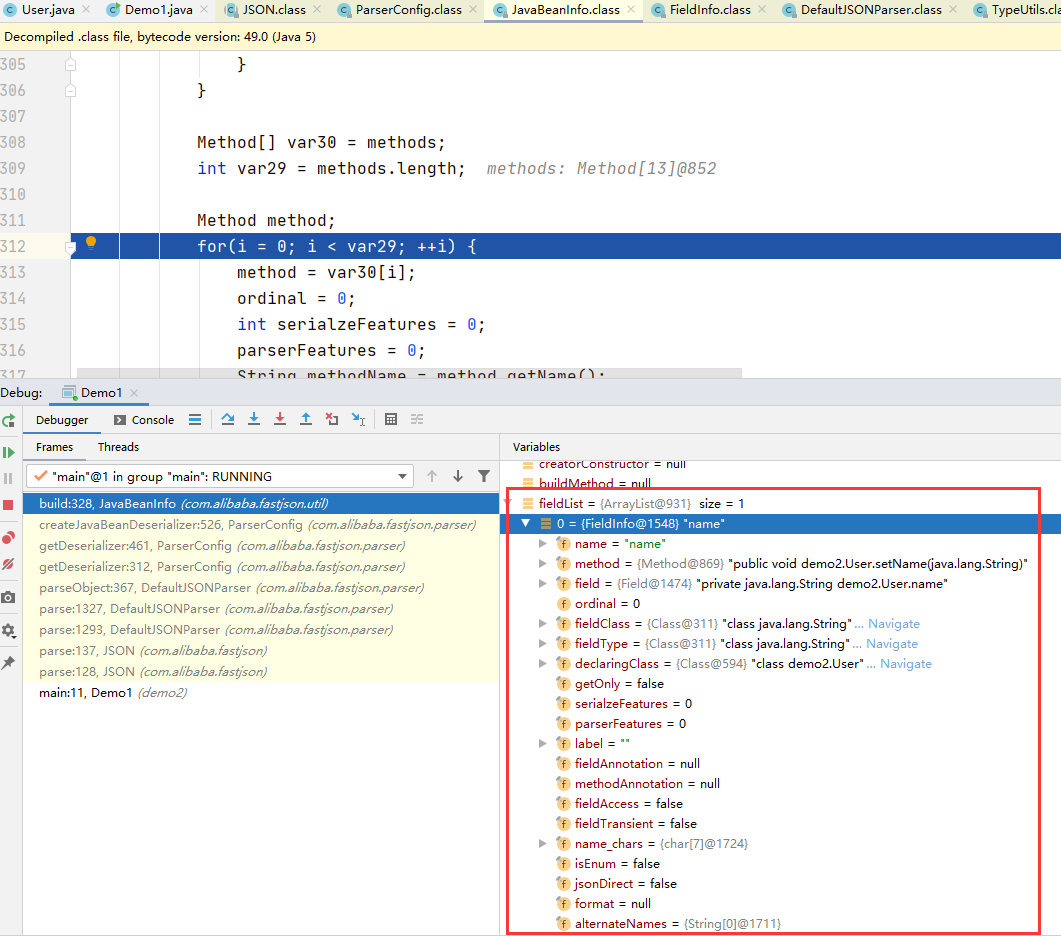 User.java Demo1.java JSON.class ParserConfig.class JavaBeanInfo.class FieldInfo.class DefaultJSONParser.class TypeUtils.cla
Decompiled .class file, bytecode version: 49.0 (Java 5)
305 }
306 }
307
308 Method[] var30 = methods;
309 int var29 = methods.length; methods: Method[13]@852
310
311 Method method;
312 for(i = 0; i < var29; ++i) {
313 method = var30[i];
314 ordinal = 0;
315 int serialzeFeatures = 0;
316 parserFeatures = 0;
317 String methodName = method.getName();
Debug: Demo1
Debugger Console
Frames Threads
"main"@1 in group "main": RUNNING
build:328, JavaBeanInfo (com.alibaba.fastjson.util)
createJavaBeanDeserializer:526, ParserConfig (com.alibaba.fastjson.parser)
getDeserializer:461, ParserConfig (com.alibaba.fastjson.parser)
getDeserializer:312, ParserConfig (com.alibaba.fastjson.parser)
parseObject:367, DefaultJSONParser (com.alibaba.fastjson.parser)
parse:1327, DefaultJSONParser (com.alibaba.fastjson.parser)
parse:1293, DefaultJSONParser (com.alibaba.fastjson.parser)
parse:137, JSON (com.alibaba.fastjson)
parse:128, JSON (com.alibaba.fastjson)
main:11, Demo1 (demo2)
Variables
creatorConstructor = null
buildMethod = null
fieldList = {ArrayList@931} size = 1
0 = {FieldInfo@1548} "name"
name = "name"
method = {Method@869} "public void demo2.User.setName(java.lang.String)"
field = {Field@1474} "private java.lang.String demo2.User.name"
ordinal = 0
fieldClass = {Class@311} "class java.lang.String" ... Navigate
fieldType = {Class@311} "class java.lang.String" ... Navigate
declaringClass = {Class@594} "class demo2.User" ... Navigate
getOnly = false
serialzeFeatures = 0
parserFeatures = 0
label = ""
fieldAnnotation = null
methodAnnotation = null
fieldAccess = false
fieldTransient = false
name_chars = {char[7]@1724}
isEnum = false
jsonDirect = false
format = null
alternateNames = {String[0]@1711}